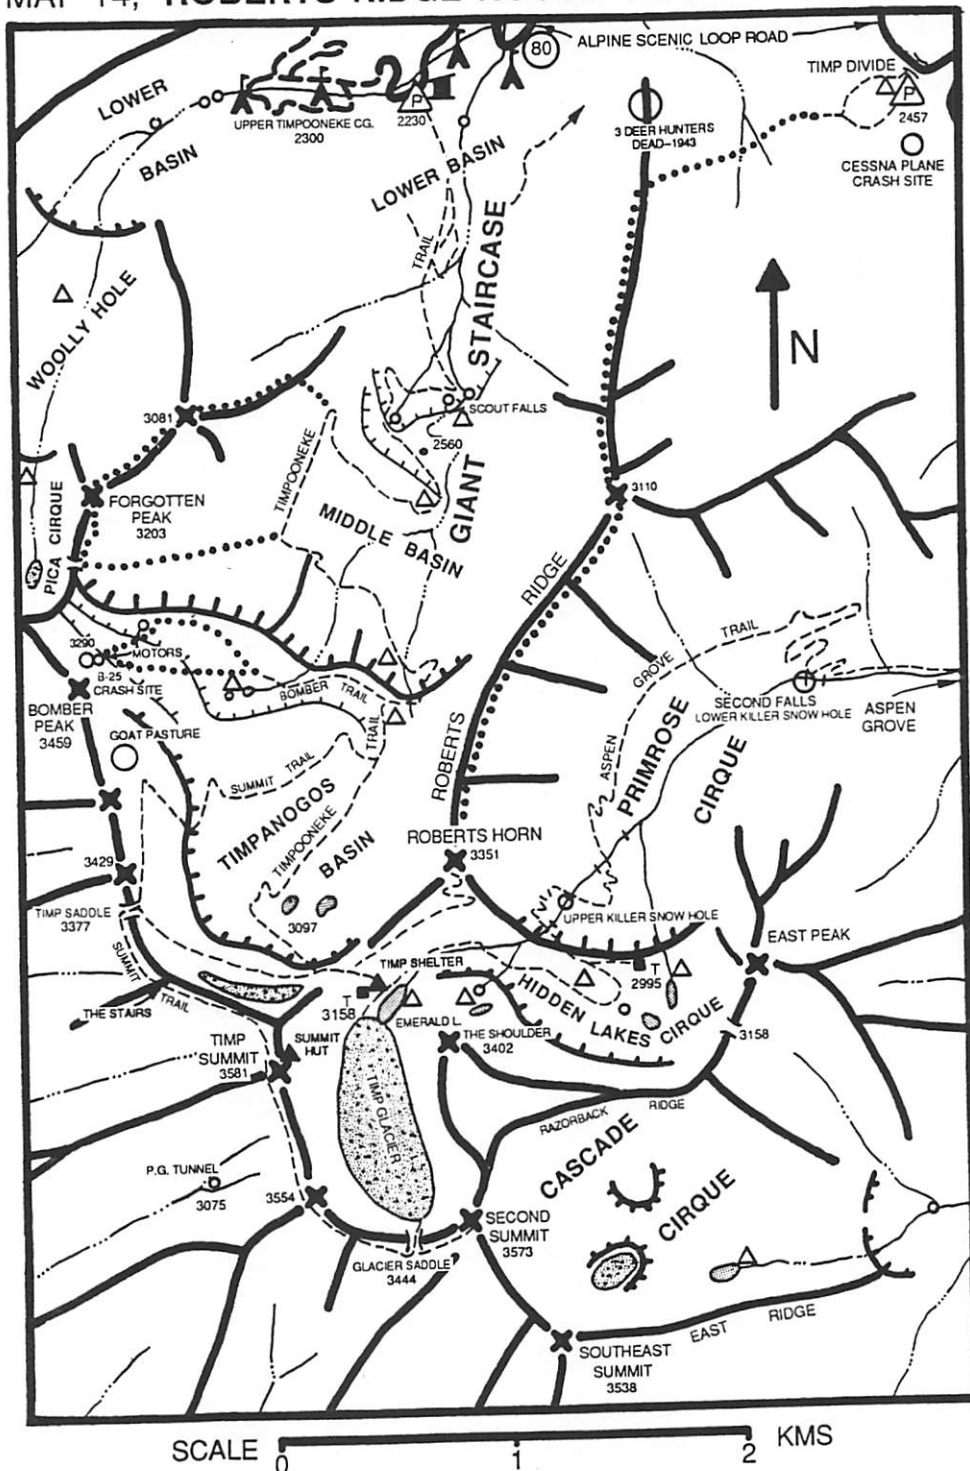 MAP 14, ROBERTS RIDGE
ALPINE SCENIC LOOP ROAD
80
TIMP DIVIDE
LOWER
BASIN
P
2230
UPPER TIMPOONEKE CG.
2300
P
2457
3 DEER HUNTERS
DEAD-1943
CESSNA PLANE
CRASH SITE
LOWER BASIN
TRAIL
GIANT STAIRCASE
N
WOOLLY HOLE
3081
SCOUT FALLS
2560
TIMPOONEKE
FORGOTTEN
PEAK
3203
3110
PICA CIRQUE
MIDDLE BASIN
ROBERTS RIDGE
3290
MOTORS
B-25
CRASH SITE
BOMBER TRAIL
TRAIL
ASPEN GROVE TRAIL
SECOND FALLS
LOWER KILLER SNOW HOLE
ASPEN
GROVE
BOMBER
PEAK
3459
GOAT PASTURE
SUMMIT TRAIL
PRIMROSE
CIRQUE
TIMPANOGOS
BASIN
TIMPOONEKE
ROBERTS HORN
3351
3429
TIMP SADDLE
3377
3097
UPPER KILLER SNOW HOLE
EAST PEAK
SUMMIT TRAIL
TIMP SHELTER
T
2995
THE STAIRS
T
3158
EMERALD L.
HIDDEN LAKES CIRQUE
3158
TIMP
SUMMIT
3581
SUMMIT
HUT
THE SHOULDER
3402
TIMP GLACIER
RAZORBACK RIDGE
CASCADE
CIRQUE
P.G. TUNNEL
3075
3554
SECOND
SUMMIT
3573
GLACIER SADDLE
3444
EAST RIDGE
SOUTHEAST
SUMMIT
3538
SCALE 0 1 2 KMS